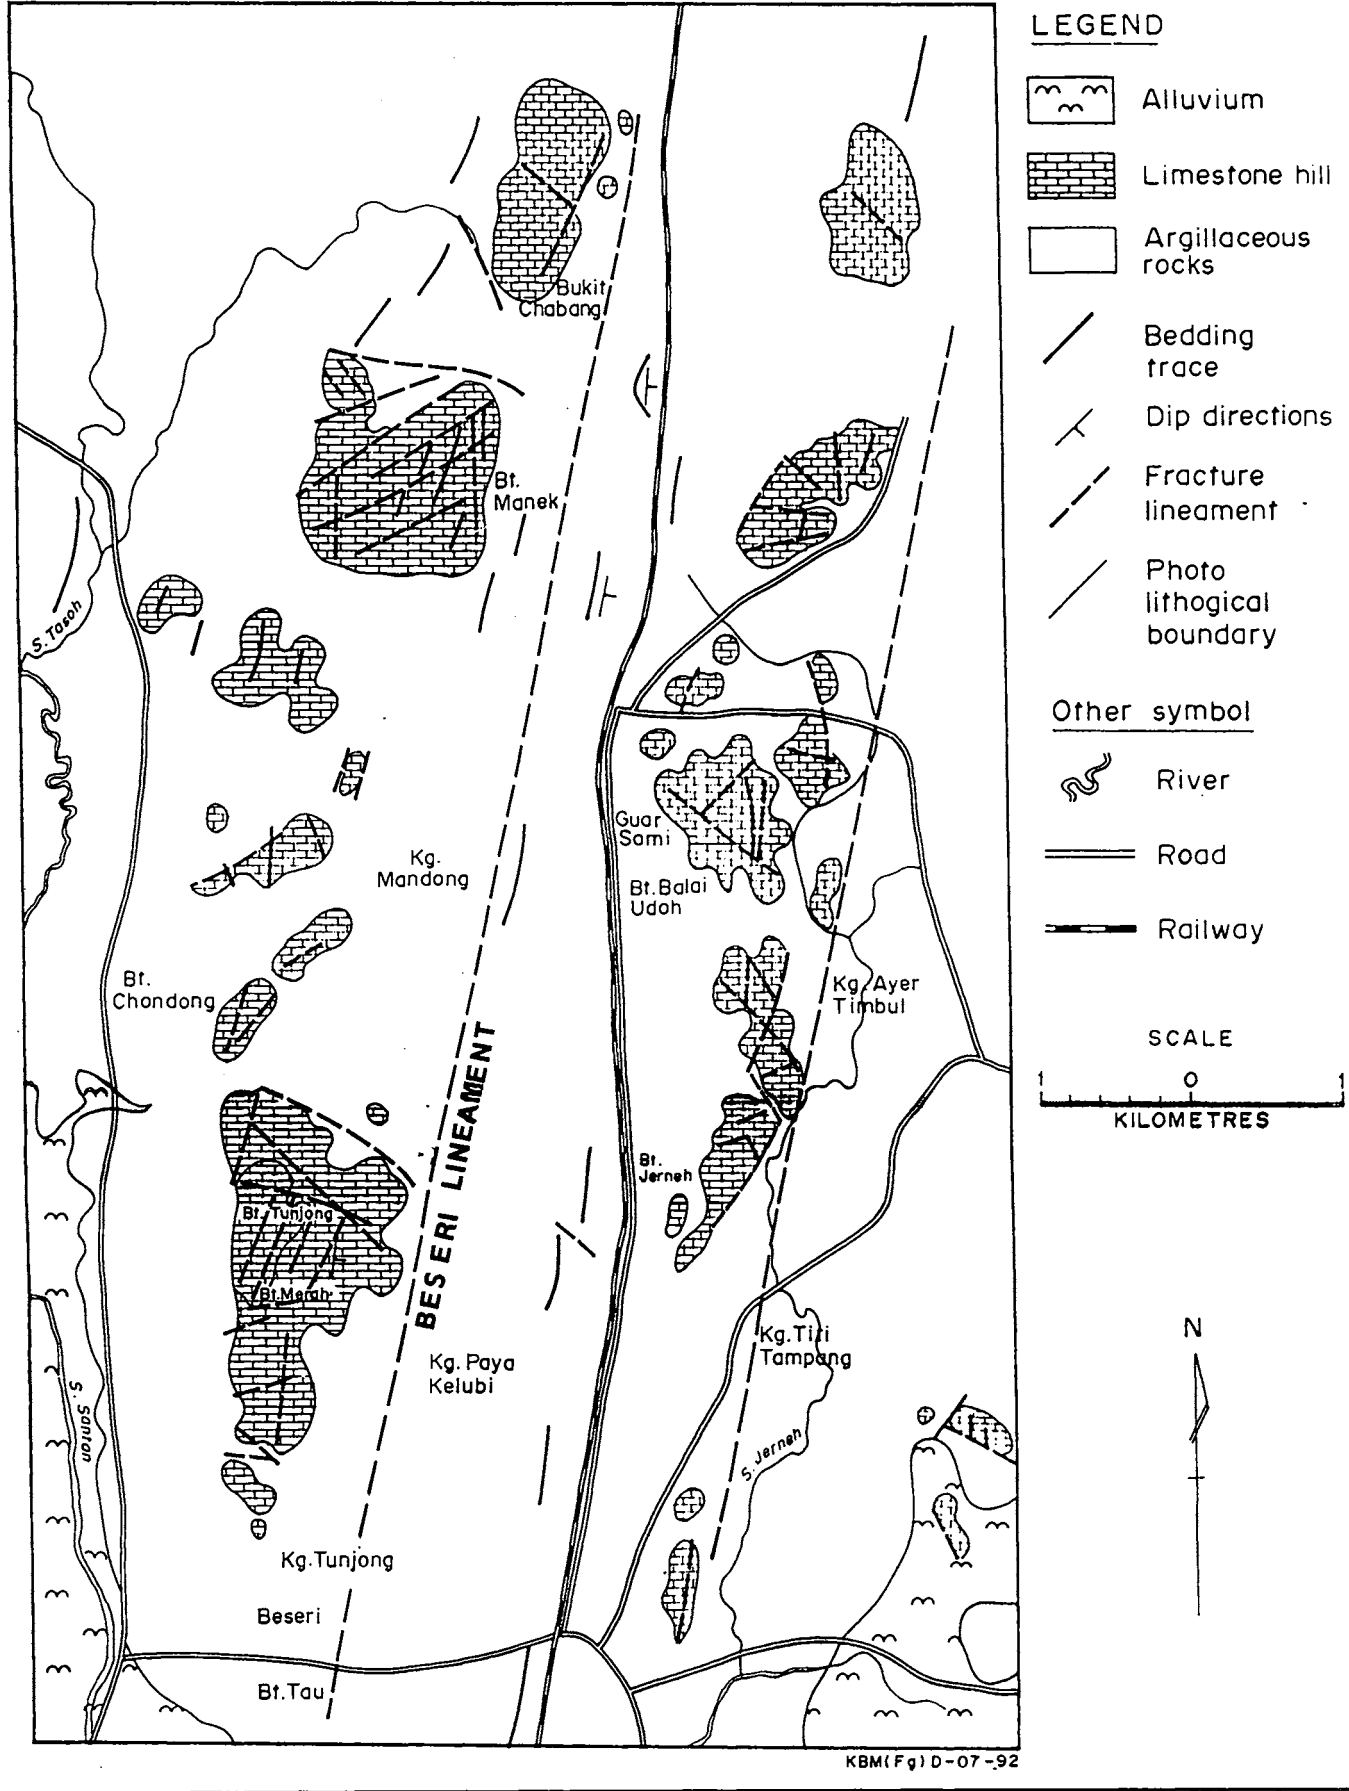 LEGEND
Alluvium
Limestone hill
Argillaceous
rocks
Bedding
trace
Dip directions
Fracture
lineament
Photo
lithogical
boundary
Other symbol
River
Road
Railway
SCALE
1 0 1
KILOMETRES
N
Bukit
Chabang
Bt.
Manek
S. Tasoh
Guar
Sami
Kg.
Mandong
Bt. Balai
Udoh
Bt.
Chondong
Kg. Ayer
Timbul
BESERI LINEAMENT
Bt.
Jerneh
Bt. Tunjong
Bt. Merah
Kg. Titi
Tampang
Kg. Paya
Kelubi
S. Santan
S. Jerneh
Kg. Tunjong
Beseri
Bt. Tau
KBM(Fg) D-07-92